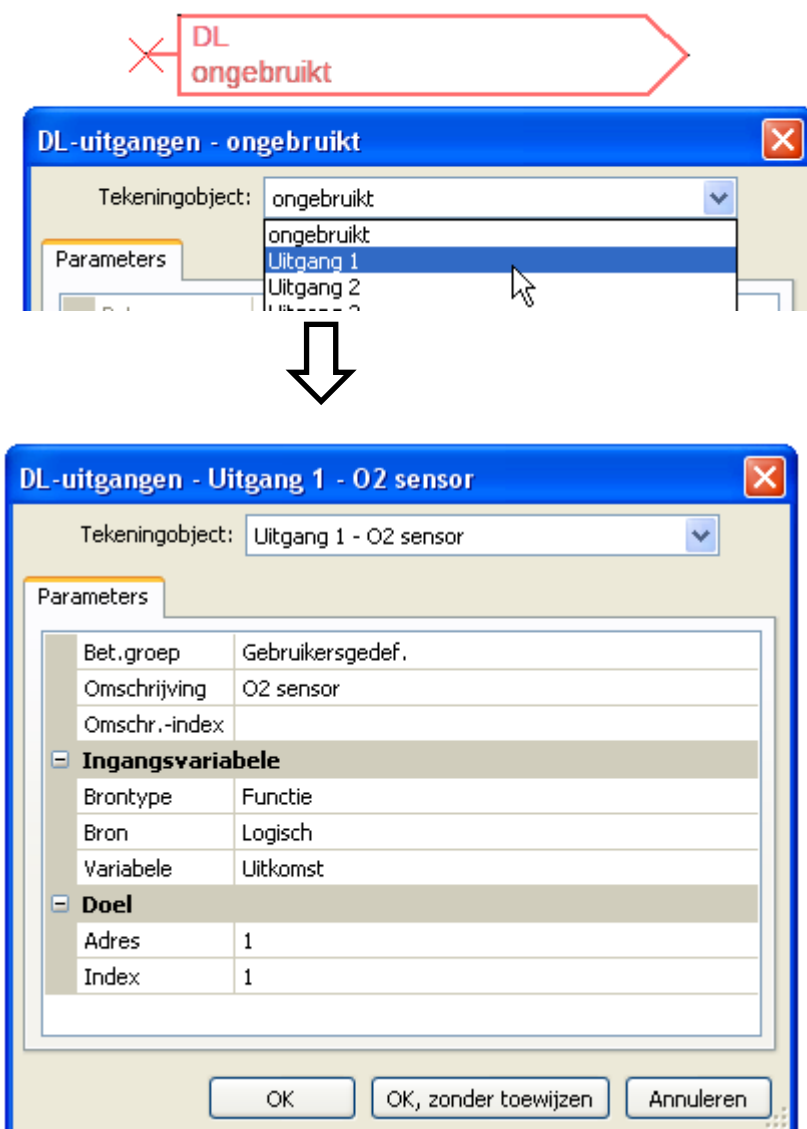 DL
ongebruikt
DL-uitgangen - ongebruikt
Tekeningobject: ongebruikt
ongebruikt
Parameters
Uitgang 1
Uitgang 2
DL-uitgangen - Uitgang 1 - O2 sensor
Tekeningobject: Uitgang 1 - O2 sensor
Parameters
Bet.groep Gebruikersgedef.
Omschrijving O2 sensor
Omschr.-index
Ingangsvariabele
Brontype Functie
Bron Logisch
Variabele Uitkomst
Doel
Adres 1
Index 1
OK OK, zonder toewijzen Annuleren